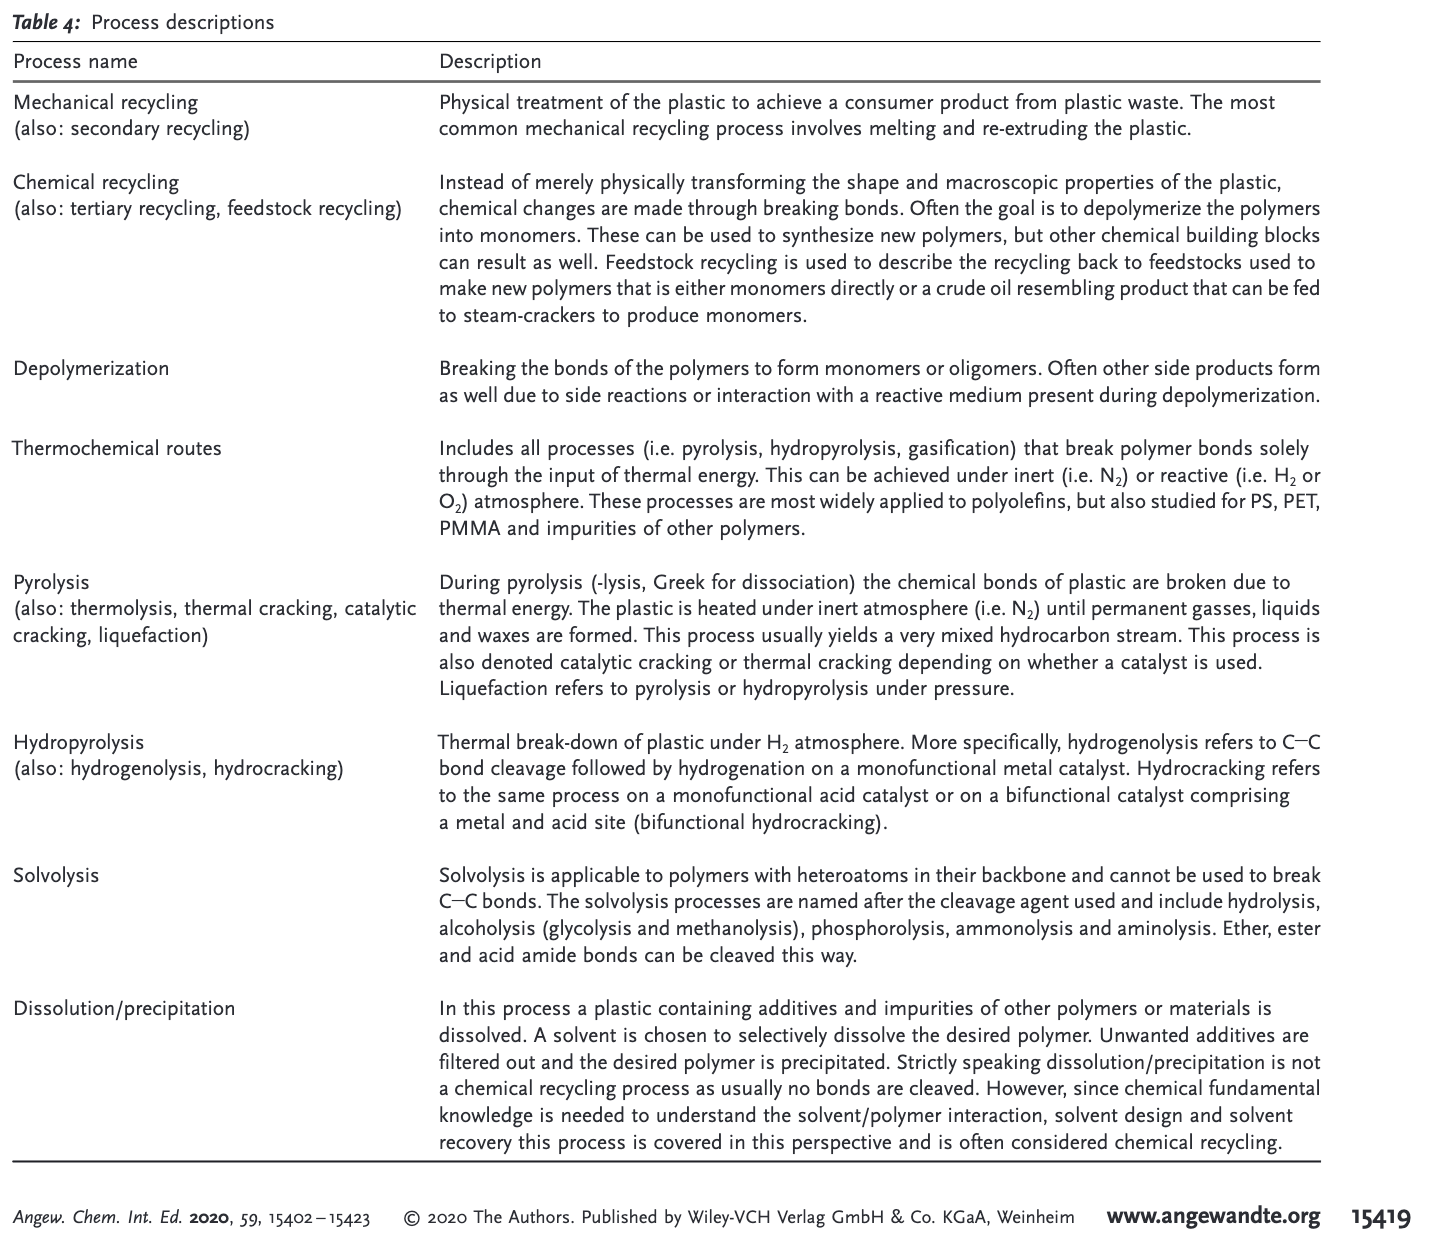 Table 4: Process descriptions
Process name Description
Mechanical recycling
(also: secondary recycling)
Physical treatment of the plastic to achieve a consumer product from plastic waste. The most
common mechanical recycling process involves melting and re-extruding the plastic.
Chemical recycling
(also: tertiary recycling, feedstock recycling)
Instead of merely physically transforming the shape and macroscopic properties of the plastic,
chemical changes are made through breaking bonds. Often the goal is to depolymerize the polymers
into monomers. These can be used to synthesize new polymers, but other chemical building blocks
can result as well. Feedstock recycling is used to describe the recycling back to feedstocks used to
make new polymers that is either monomers directly or a crude oil resembling product that can be fed
to steam-crackers to produce monomers.
Depolymerization
Breaking the bonds of the polymers to form monomers or oligomers. Often other side products form
as well due to side reactions or interaction with a reactive medium present during depolymerization.
Thermochemical routes
Includes all processes (i.e. pyrolysis, hydropyrolysis, gasification) that break polymer bonds solely
through the input of thermal energy. This can be achieved under inert (i.e. N₂) or reactive (i.e. H₂ or
O₂) atmosphere. These processes are most widely applied to polyolefins, but also studied for PS, PET,
PMMA and impurities of other polymers.
Pyrolysis
(also: thermolysis, thermal cracking, catalytic
cracking, liquefaction)
During pyrolysis (-lysis, Greek for dissociation) the chemical bonds of plastic are broken due to
thermal energy. The plastic is heated under inert atmosphere (i.e. N₂) until permanent gasses, liquids
and waxes are formed. This process usually yields a very mixed hydrocarbon stream. This process is
also denoted catalytic cracking or thermal cracking depending on whether a catalyst is used.
Liquefaction refers to pyrolysis or hydropyrolysis under pressure.
Hydropyrolysis
(also: hydrogenolysis, hydrocracking)
Thermal break-down of plastic under H₂ atmosphere. More specifically, hydrogenolysis refers to C–C
bond cleavage followed by hydrogenation on a monofunctional metal catalyst. Hydrocracking refers
to the same process on a monofunctional acid catalyst or on a bifunctional catalyst comprising
a metal and acid site (bifunctional hydrocracking).
Solvolysis
Solvolysis is applicable to polymers with heteroatoms in their backbone and cannot be used to break
C–C bonds. The solvolysis processes are named after the cleavage agent used and include hydrolysis,
alcoholysis (glycolysis and methanolysis), phosphorolysis, ammonolysis and aminolysis. Ether, ester
and acid amide bonds can be cleaved this way.
Dissolution/precipitation
In this process a plastic containing additives and impurities of other polymers or materials is
dissolved. A solvent is chosen to selectively dissolve the desired polymer. Unwanted additives are
filtered out and the desired polymer is precipitated. Strictly speaking dissolution/precipitation is not
a chemical recycling process as usually no bonds are cleaved. However, since chemical fundamental
knowledge is needed to understand the solvent/polymer interaction, solvent design and solvent
recovery this process is covered in this perspective and is often considered chemical recycling.
Angew. Chem. Int. Ed. 2020, 59, 15402–15423 © 2020 The Authors. Published by Wiley-VCH Verlag GmbH & Co. KGaA, Weinheim www.angewandte.org 15419